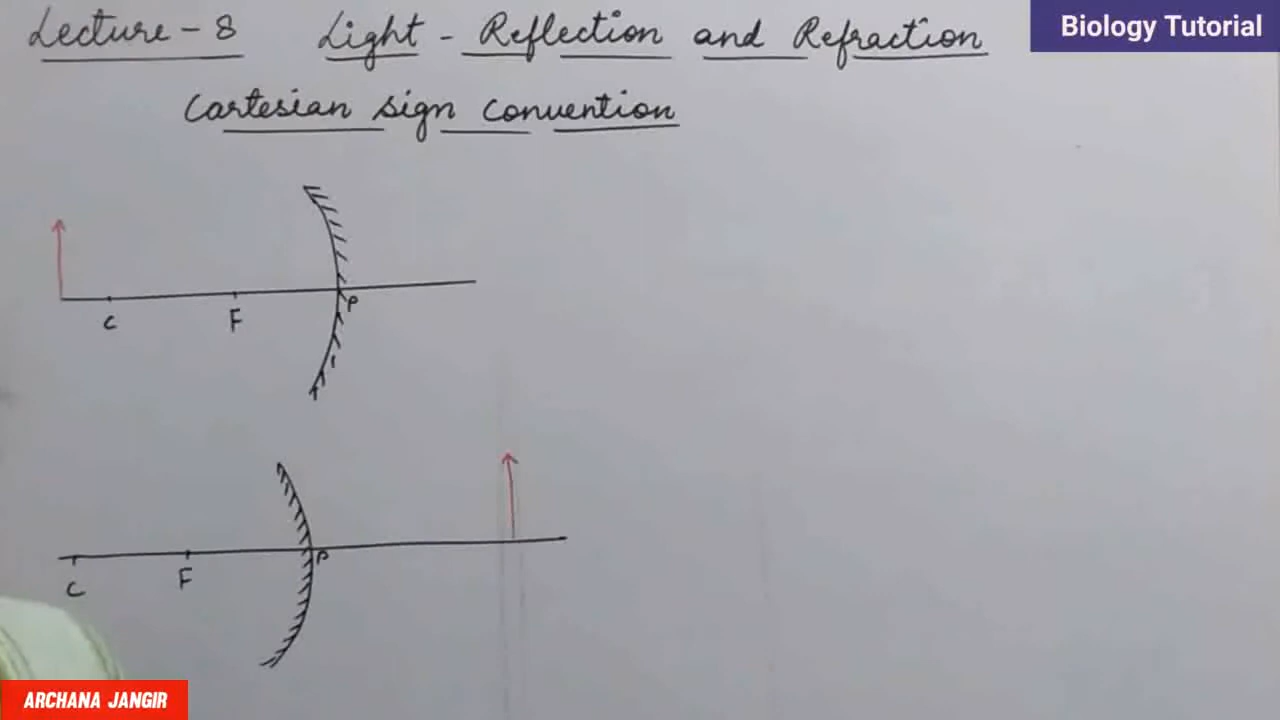 Lecture - 8 Light - Reflection and Refraction
Biology Tutorial
Cartesian sign convention
C F P
C F P
ARCHANA JANGIR